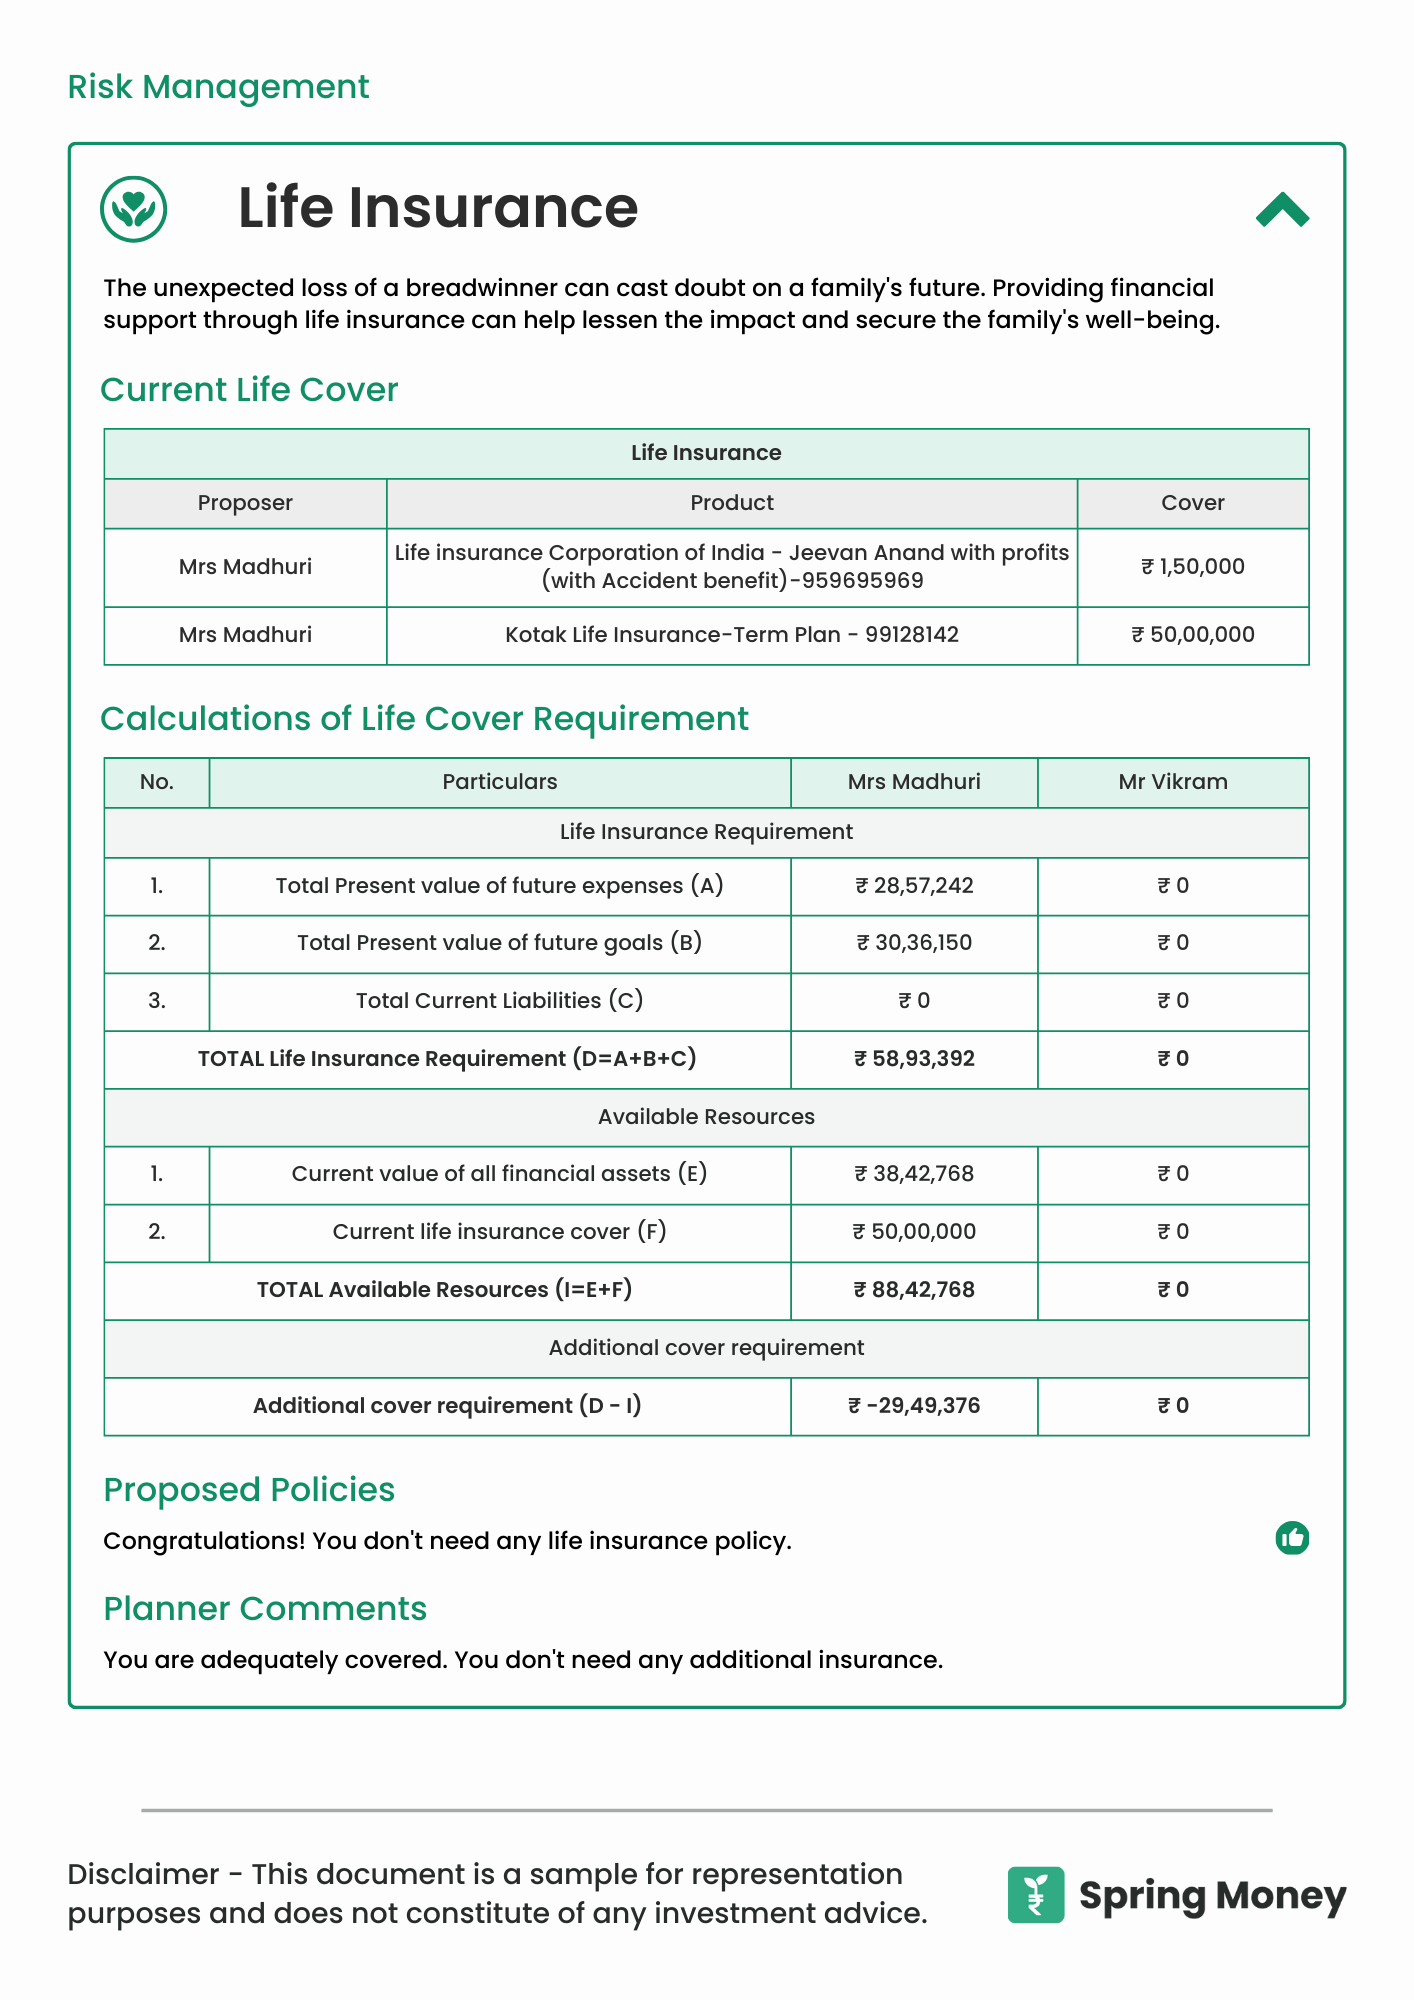 Risk Management
Life Insurance
The unexpected loss of a breadwinner can cast doubt on a family's future. Providing financial
support through life insurance can help lessen the impact and secure the family's well-being.
Current Life Cover
Life Insurance
Proposer Product Cover
Mrs Madhuri Life insurance Corporation of India - Jeevan Anand with profits (with Accident benefit)-959695969 ₹ 1,50,000
Mrs Madhuri Kotak Life Insurance-Term Plan - 99128142 ₹ 50,00,000
Calculations of Life Cover Requirement
No. Particulars Mrs Madhuri Mr Vikram
Life Insurance Requirement
1. Total Present value of future expenses (A) ₹ 28,57,242 ₹ 0
2. Total Present value of future goals (B) ₹ 30,36,150 ₹ 0
3. Total Current Liabilities (C) ₹ 0 ₹ 0
TOTAL Life Insurance Requirement (D=A+B+C) ₹ 58,93,392 ₹ 0
Available Resources
1. Current value of all financial assets (E) ₹ 38,42,768 ₹ 0
2. Current life insurance cover (F) ₹ 50,00,000 ₹ 0
TOTAL Available Resources (I=E+F) ₹ 88,42,768 ₹ 0
Additional cover requirement
Additional cover requirement (D - I) ₹ -29,49,376 ₹ 0
Proposed Policies
Congratulations! You don't need any life insurance policy.
Planner Comments
You are adequately covered. You don't need any additional insurance.
Disclaimer - This document is a sample for representation
purposes and does not constitute of any investment advice.
Spring Money